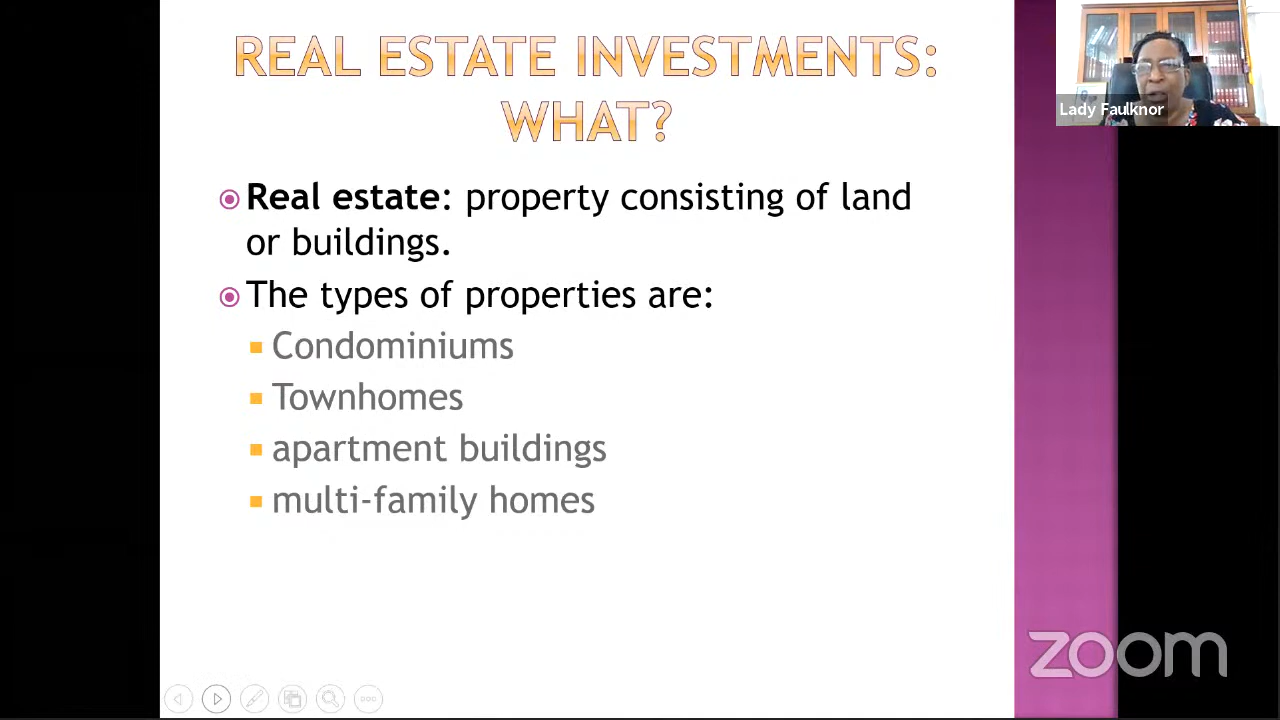 REAL ESTATE INVESTMENTS:
WHAT?
Lady Faulknor
Real estate: property consisting of land
or buildings.
The types of properties are:
Condominiums
Townhomes
apartment buildings
multi-family homes
zoom